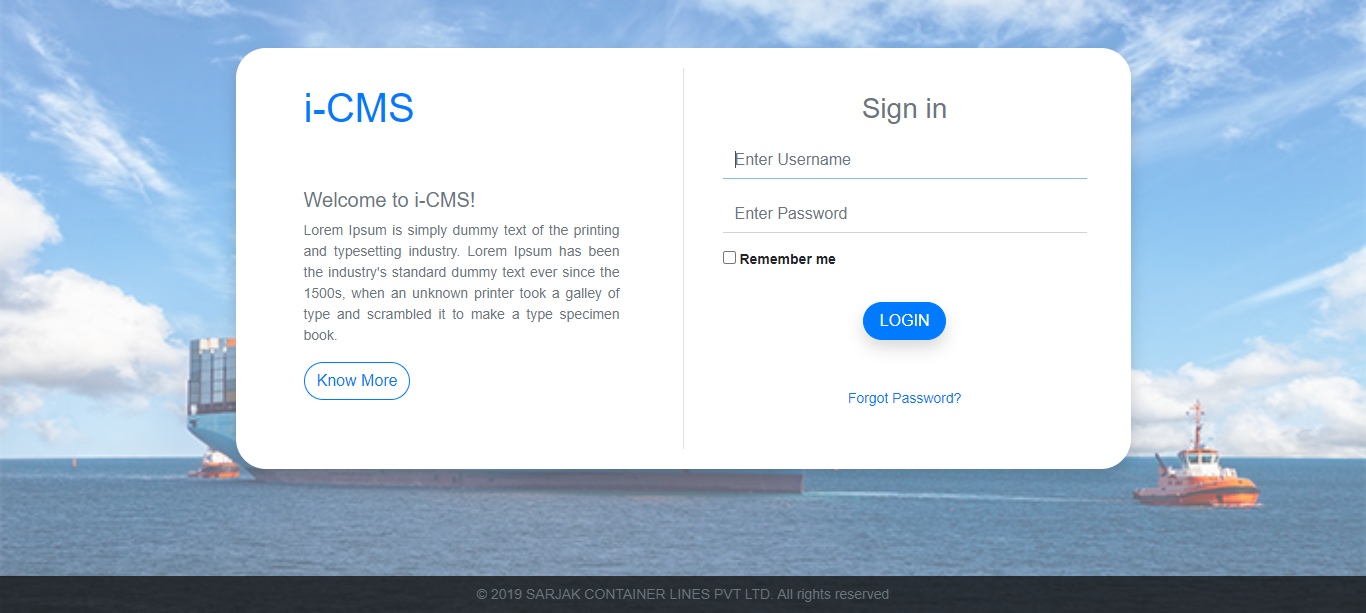 i-CMS
Welcome to i-CMS!
Lorem Ipsum is simply dummy text of the printing
and typesetting industry. Lorem Ipsum has been
the industry's standard dummy text ever since the
1500s, when an unknown printer took a galley of
type and scrambled it to make a type specimen
book.
Know More
Sign in
Enter Username
Enter Password
Remember me
LOGIN
Forgot Password?
© 2019 SARJAK CONTAINER LINES PVT LTD. All rights reserved